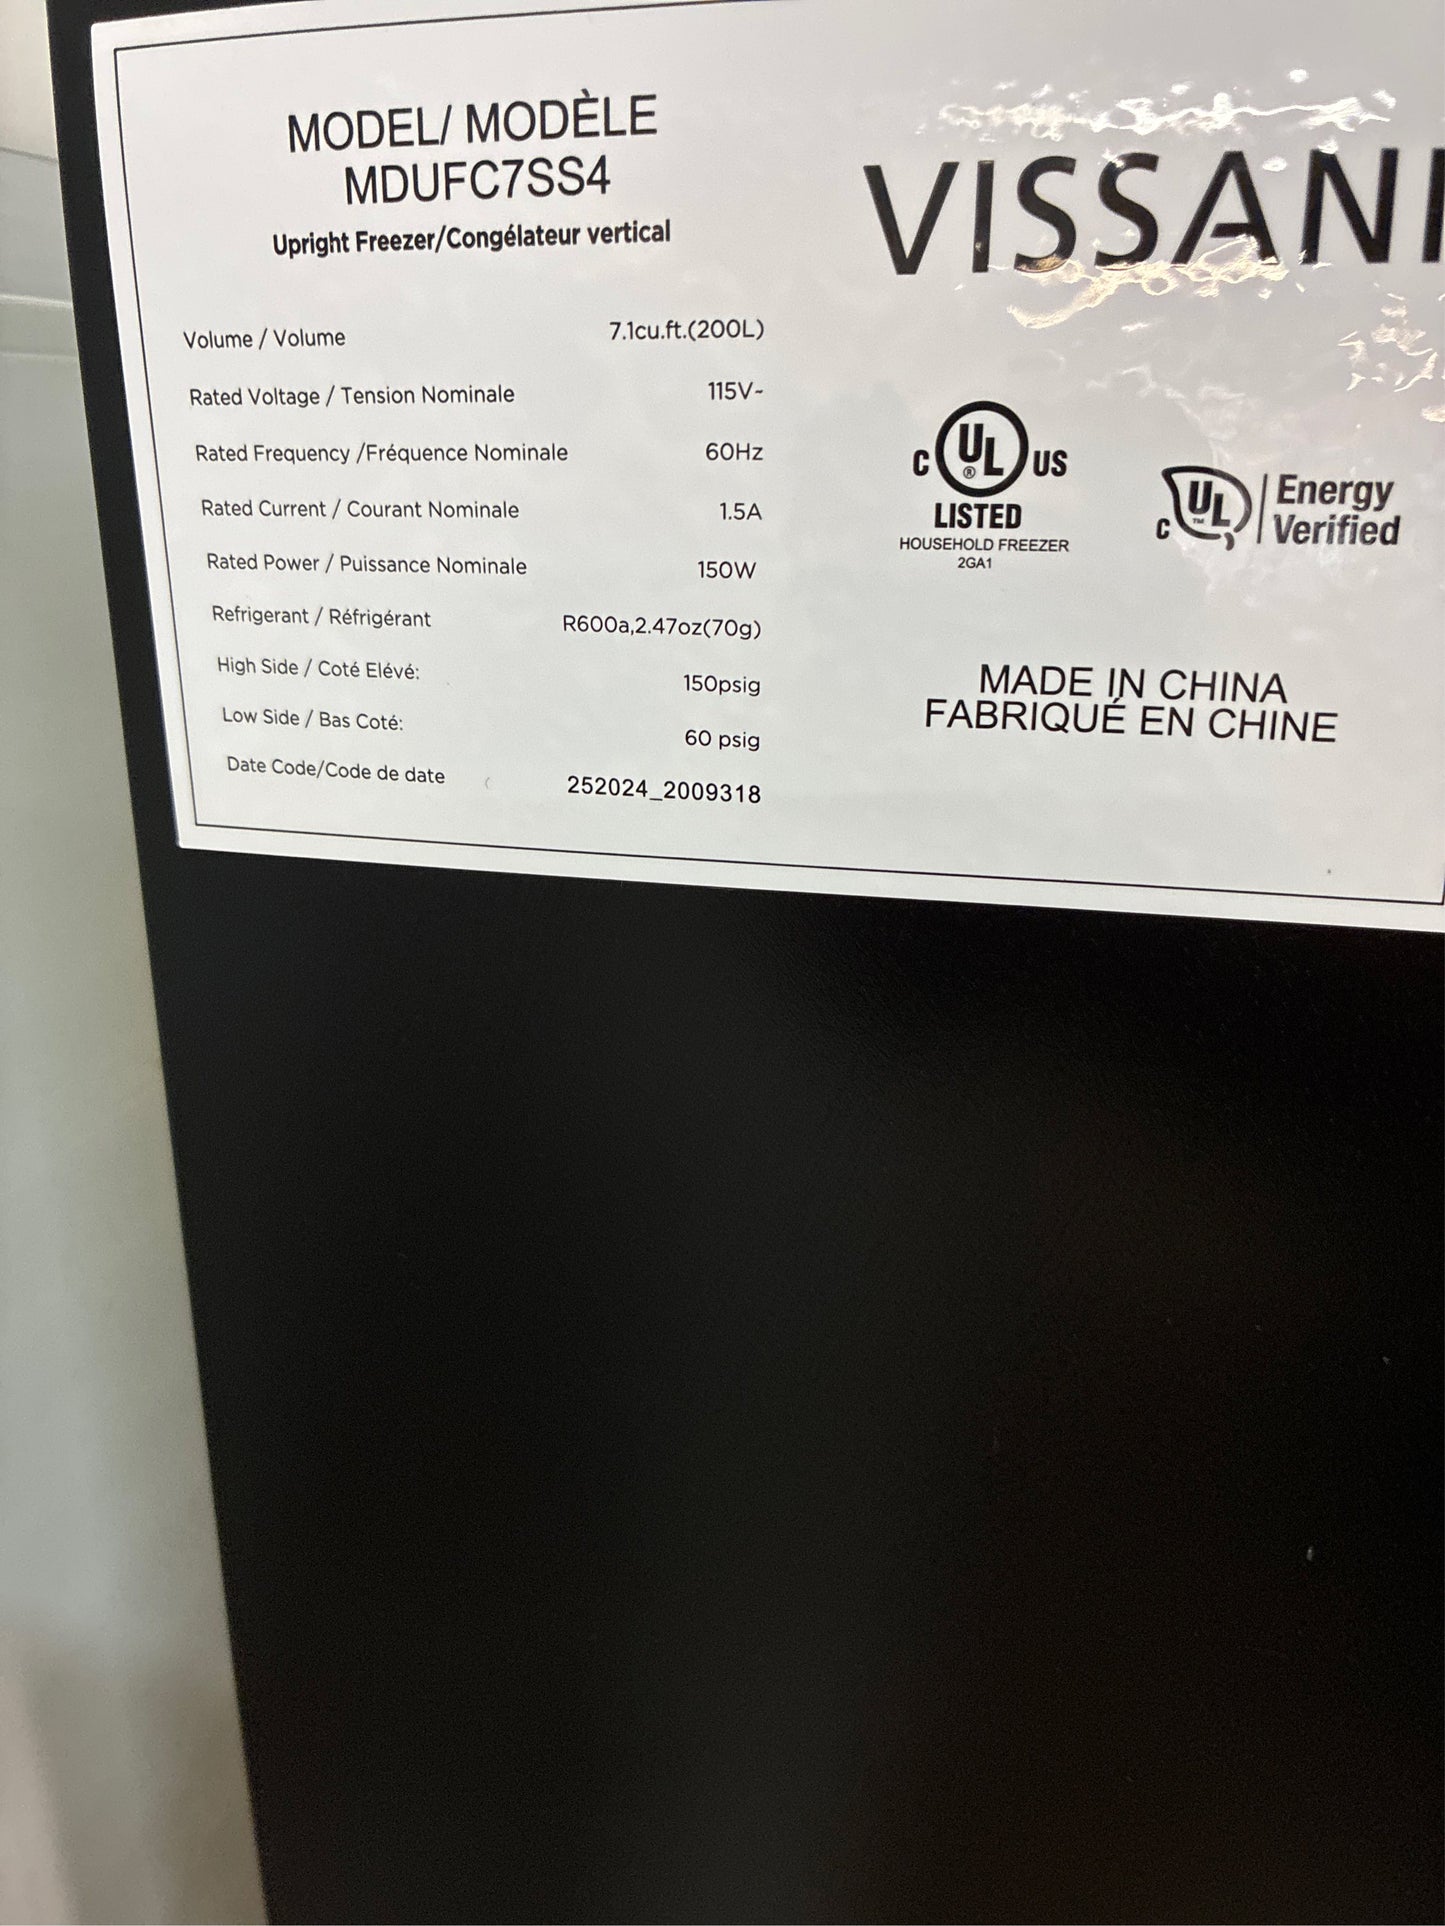 MODEL/ MODÈLE
MDUFC7SS4
Upright Freezer/Congélateur vertical
Volume / Volume 7.1cu.ft.(200L)
Rated Voltage / Tension Nominale 115V~
Rated Frequency /Fréquence Nominale 60Hz
Rated Current / Courant Nominale 1.5A
Rated Power / Puissance Nominale 150W
Refrigerant / Réfrigérant R600a,2.47oz(70g)
High Side / Coté Elévé: 150psig
Low Side / Bas Coté: 60 psig
Date Code/Code de date 252024_2009318
VISSANI
C UL ® US
LISTED
HOUSEHOLD FREEZER
2GA1
C UL ™ Energy
Verified
MADE IN CHINA
FABRIQUÉ EN CHINE